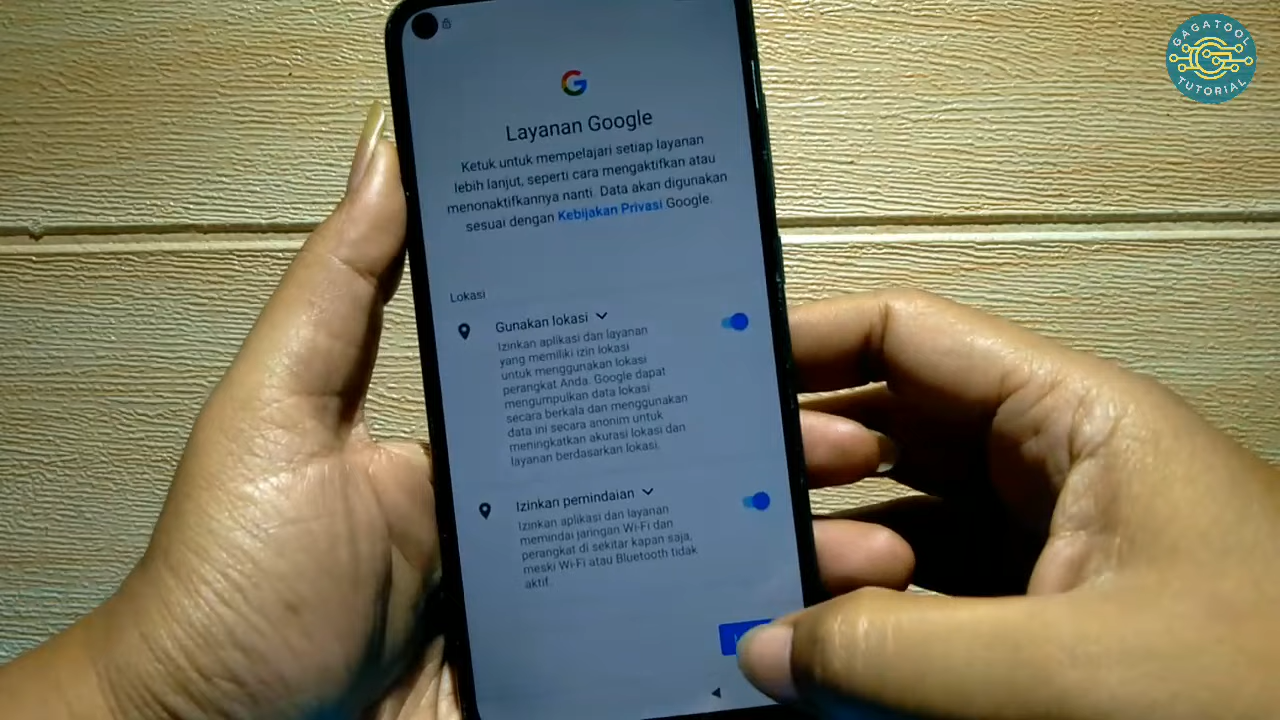 GAGATOOL
TUTORIAL
Layanan Google
Ketuk untuk mempelajari setiap layanan
lebih lanjut, seperti cara mengaktifkan atau
menonaktifkannya nanti. Data akan digunakan
sesuai dengan Kebijakan Privasi Google.
Lokasi
Gunakan lokasi
Izinkan aplikasi dan layanan
yang memiliki izin lokasi
untuk menggunakan lokasi
perangkat Anda. Google dapat
mengumpulkan data lokasi
secara berkala dan menggunakan
data ini secara anonim untuk
meningkatkan akurasi lokasi dan
layanan berdasarkan lokasi.
Izinkan pemindaian
Izinkan aplikasi dan layanan
memindai jaringan Wi-Fi dan
perangkat di sekitar kapan saja,
meski Wi-Fi atau Bluetooth tidak
aktif.